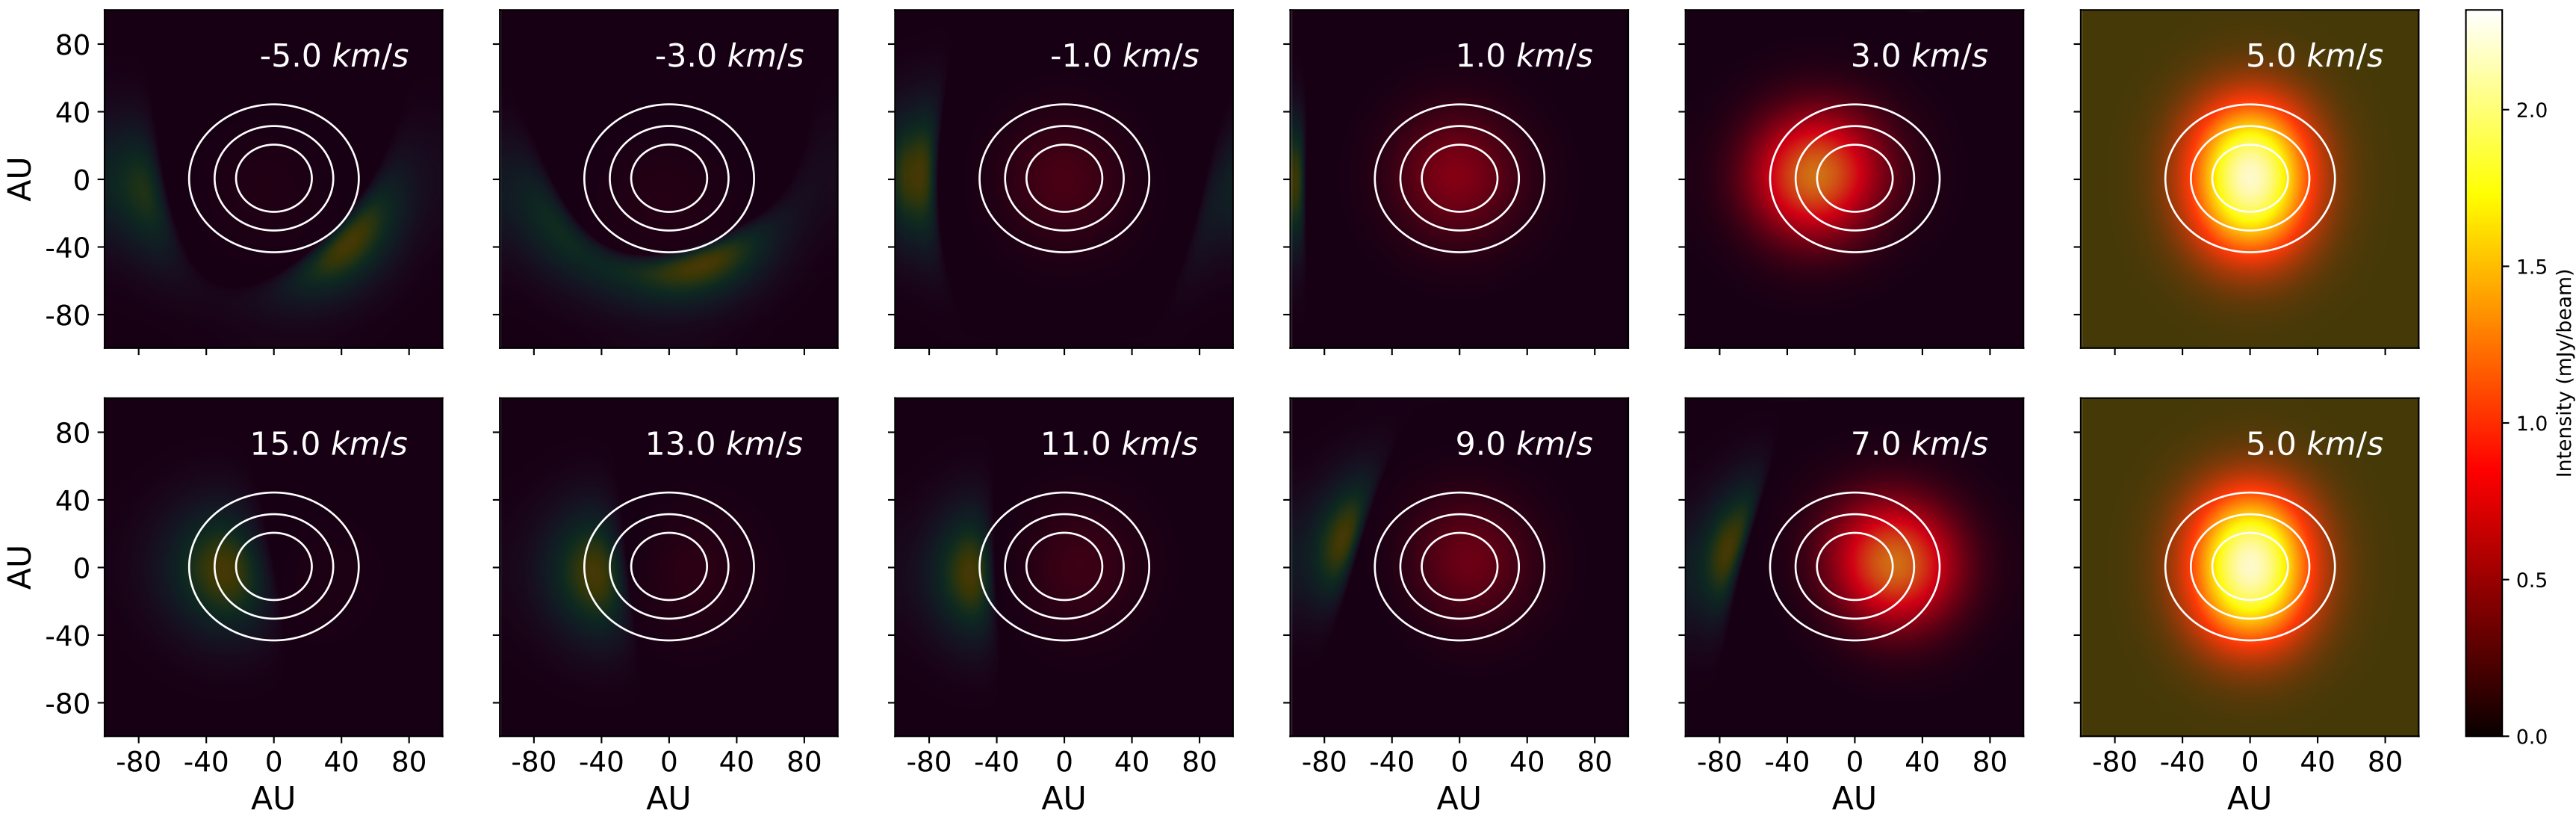 -5.0 km/s
-3.0 km/s
-1.0 km/s
1.0 km/s
3.0 km/s
5.0 km/s
80
40
0
-40
-80
AU
15.0 km/s
13.0 km/s
11.0 km/s
9.0 km/s
7.0 km/s
5.0 km/s
80
40
0
-40
-80
AU
-80 -40 0 40 80
-80 -40 0 40 80
-80 -40 0 40 80
-80 -40 0 40 80
-80 -40 0 40 80
-80 -40 0 40 80
AU
AU
AU
AU
AU
AU
2.0
1.5
1.0
0.5
0.0
Intensity (mJy/beam)